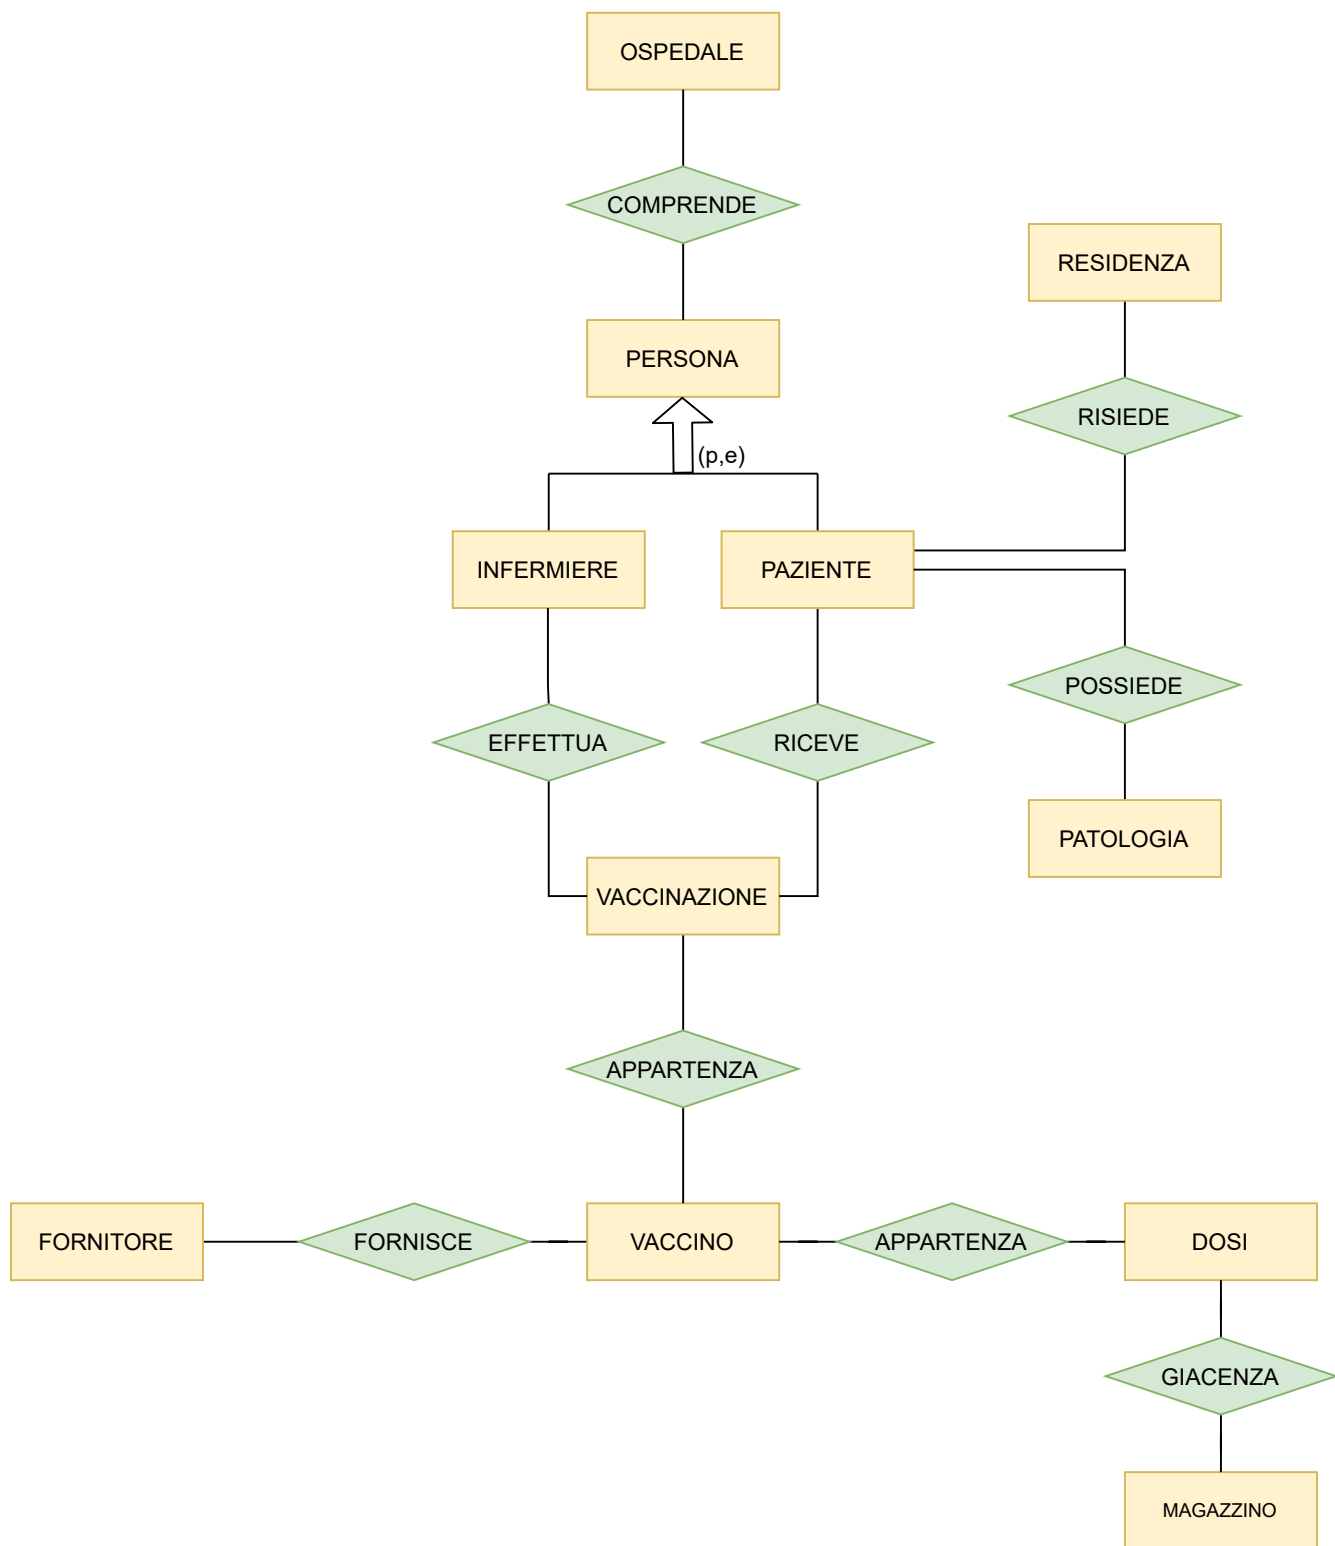 OSPEDALE
COMPRENDE
RESIDENZA
PERSONA
RISIEDE
(p,e)
INFERMIERE
PAZIENTE
POSSIEDE
EFFETTUA
RICEVE
PATOLOGIA
VACCINAZIONE
APPARTENZA
FORNITORE
FORNISCE
VACCINO
APPARTENZA
DOSI
GIACENZA
MAGAZZINO